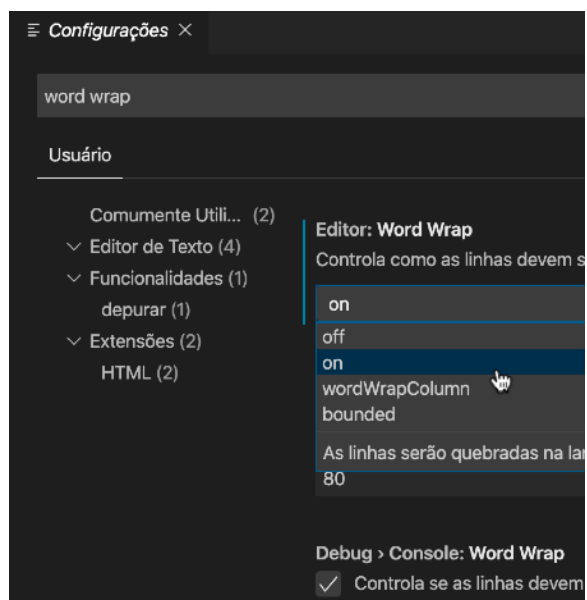 Configurações
word wrap
Usuário
Comumente Utili... (2)
Editor de Texto (4)
Funcionalidades (1)
depurar (1)
Extensões (2)
HTML (2)
Editor: Word Wrap
Controla como as linhas devem s
on
off
on
wordWrapColumn
bounded
As linhas serão quebradas na lar
80
Debug › Console: Word Wrap
Controla se as linhas devem